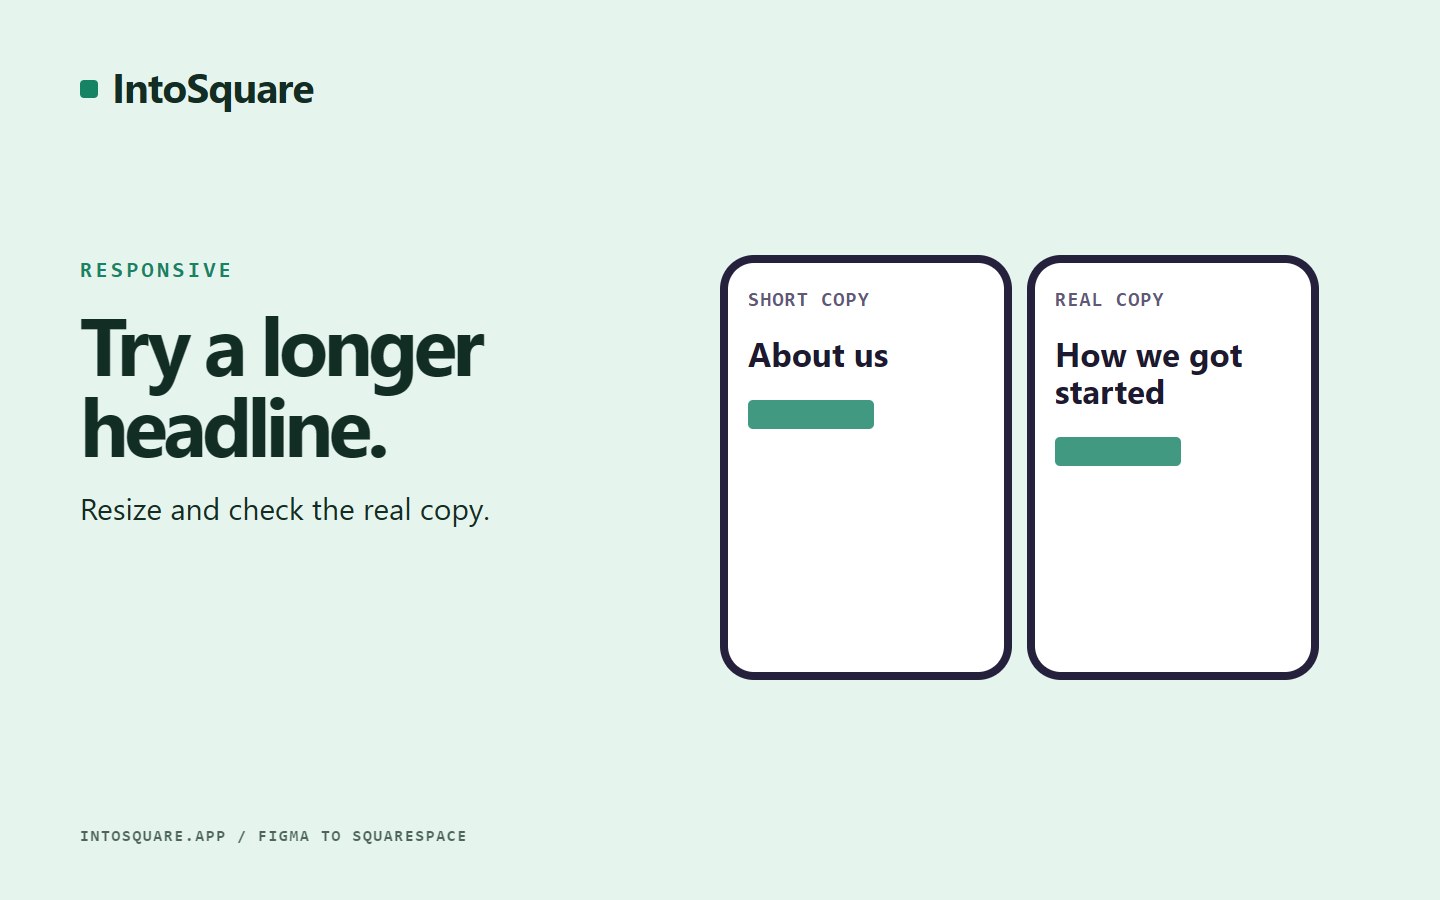 IntoSquare
RESPONSIVE
Try a longer
headline.
Resize and check the real copy.
SHORT COPY
About us
REAL COPY
How we got
started
INTOSQUARE.APP / FIGMA TO SQUARESPACE